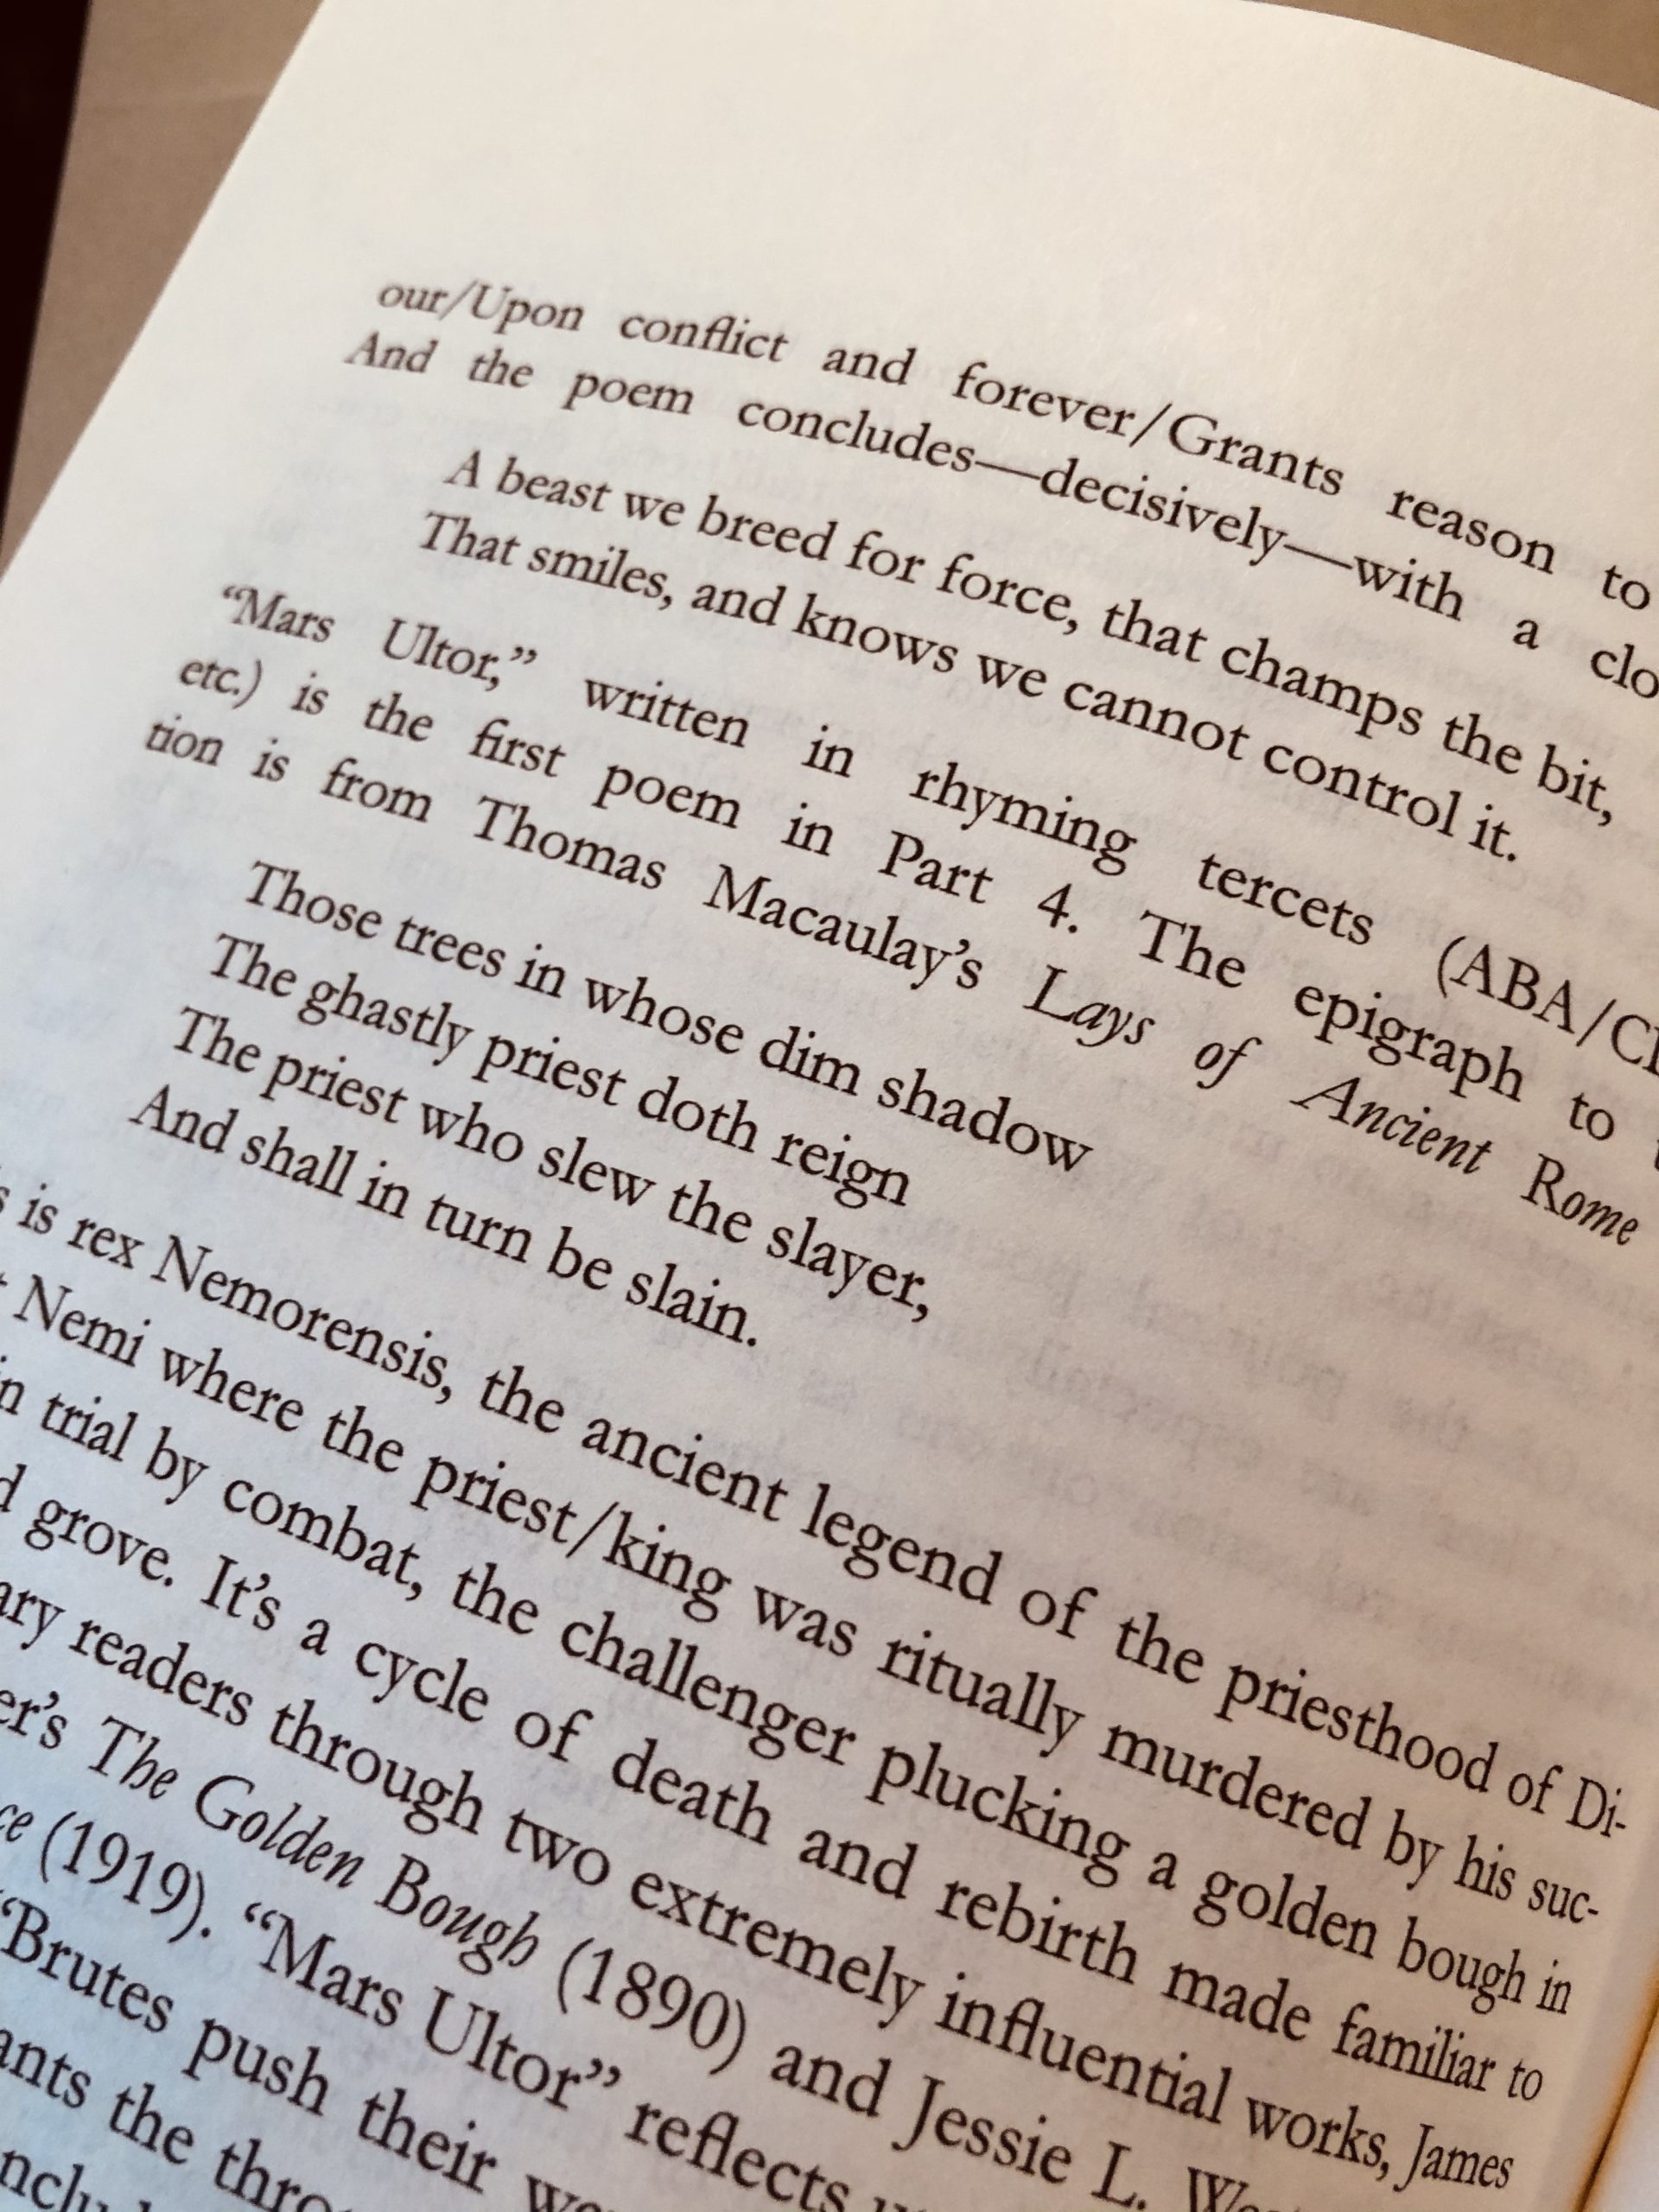 our/Upon conflict and forever/Grants reason to
And the poem concludes—decisively—with a clo
A beast we breed for force, that champs the bit,
That smiles, and knows we cannot control it.
“Mars Ultor,” written in rhyming tercets (ABA/C
etc.) is the first poem in Part 4. The epigraph to
tion is from Thomas Macaulay’s Lays of Ancient Rome
Those trees in whose dim shadow
The ghastly priest doth reign
The priest who slew the slayer,
And shall in turn be slain.
is rex Nemorensis, the ancient legend of the priesthood of Di-
Nemi where the priest/king was ritually murdered by his suc-
n trial by combat, the challenger plucking a golden bough in
d grove. It’s a cycle of death and rebirth made familiar to
ary readers through two extremely influential works, James
er’s The Golden Bough (1890) and Jessie L.
ce (1919). “Mars Ultor” reflects
“Brutes push their
ants the